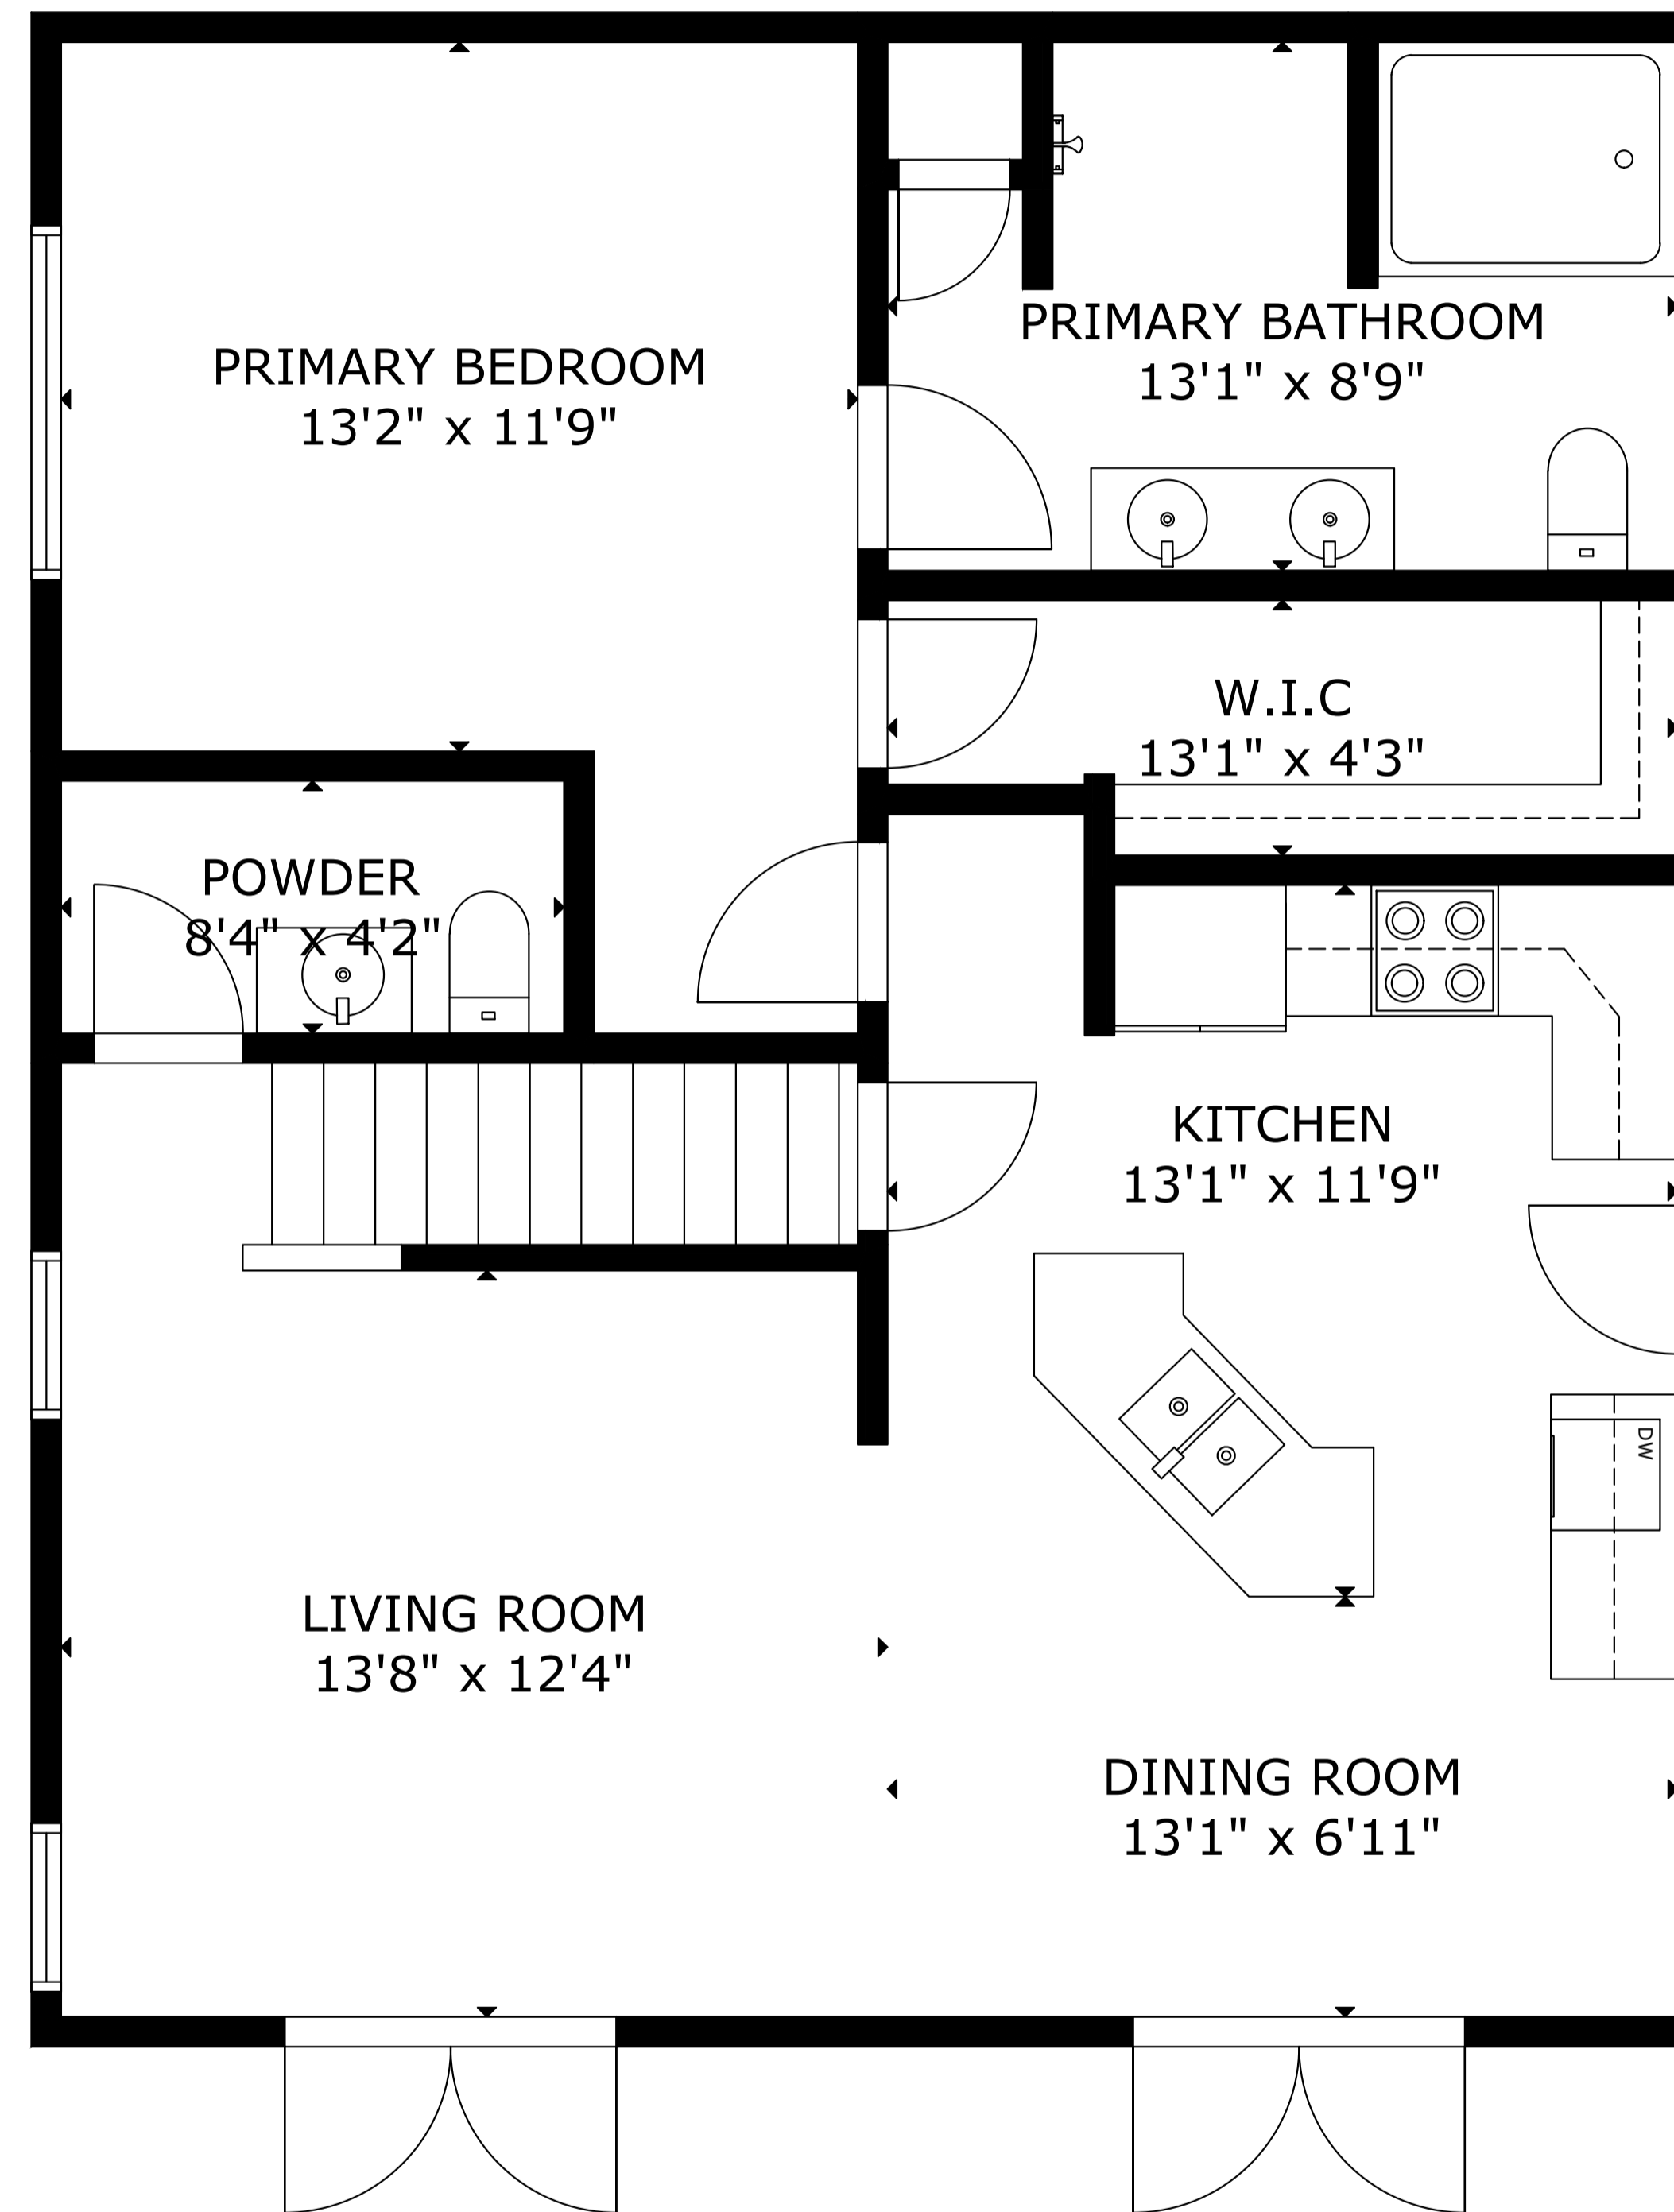 PRIMARY BEDROOM
13'2" x 11'9"
PRIMARY BATHROOM
13'1" x 8'9"
W.I.C
13'1" x 4'3"
POWDER
8'4" x 4'2"
KITCHEN
13'1" x 11'9"
DW
LIVING ROOM
13'8" x 12'4"
DINING ROOM
13'1" x 6'11"